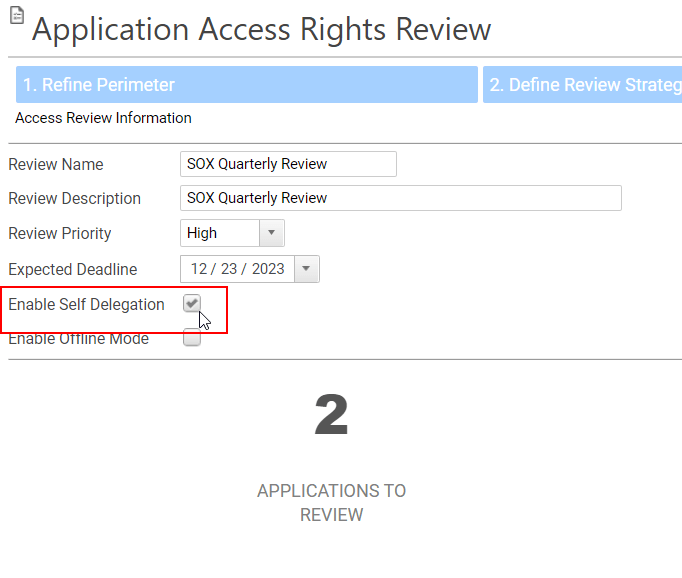 Application Access Rights Review
1. Refine Perimeter
2. Define Review Strateg
Access Review Information
Review Name SOX Quarterly Review
Review Description SOX Quarterly Review
Review Priority High
Expected Deadline 12 / 23 / 2023
Enable Self Delegation
Enable Offline Mode
2
APPLICATIONS TO
REVIEW